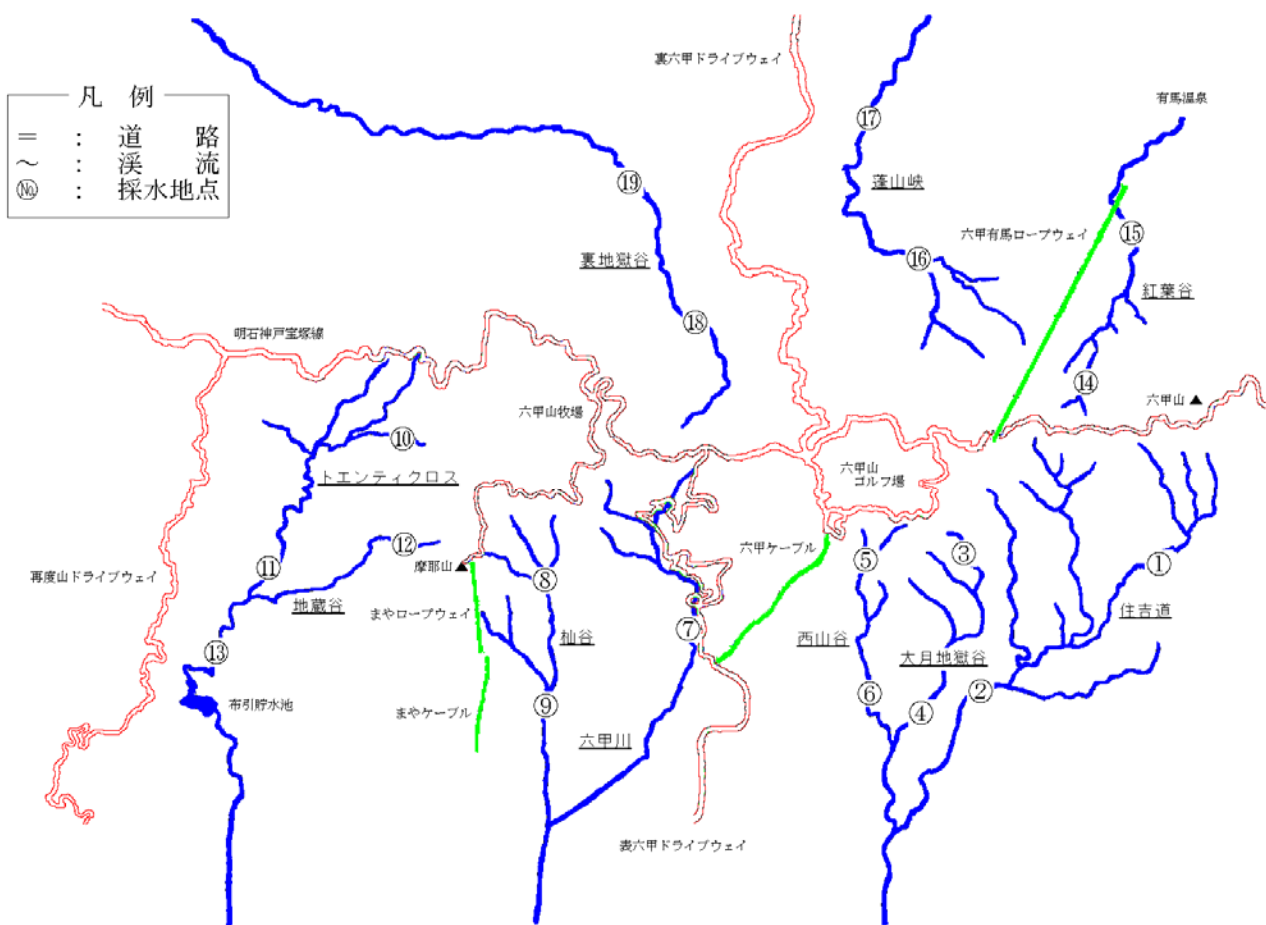 凡 例
＝ ： 道 路
～ ： 渓 流
№ ： 採水地点
裏六甲ドライブウェイ
有馬温泉
⑰
蓬山峡
⑲
六甲有馬ロープウェイ
⑮
裏地獄谷
⑯
紅葉谷
⑱
明石神戸宝塚線
⑭
六甲山▲
六甲山牧場
⑩
六甲山
ゴルフ場
トエンティクロス
⑫
六甲ケーブル
⑤
③
①
摩耶山▲
⑪
⑧
再度山ドライブウェイ
地蔵谷
まやロープウェイ
住吉道
⑦
杣谷
西山谷
⑬
大月地獄谷
⑥
②
布引貯水池
⑨
④
まやケーブル
六甲川
表六甲ドライブウェイ